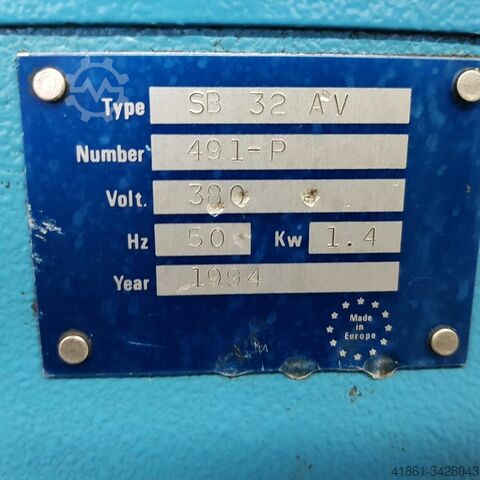 Type SB 32 AV
Number 491-P
Volt. 380
Hz 50 Kw 1.4
Year 1994
Made
in
Europe
41861-3428043